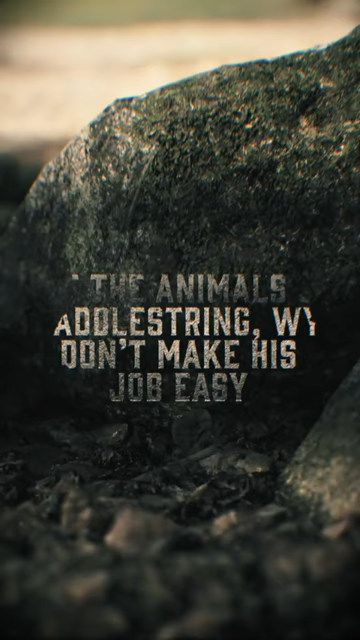 THE ANIMALS
ADDLESTRING, WY
DON'T MAKE HIS
JOB EASY